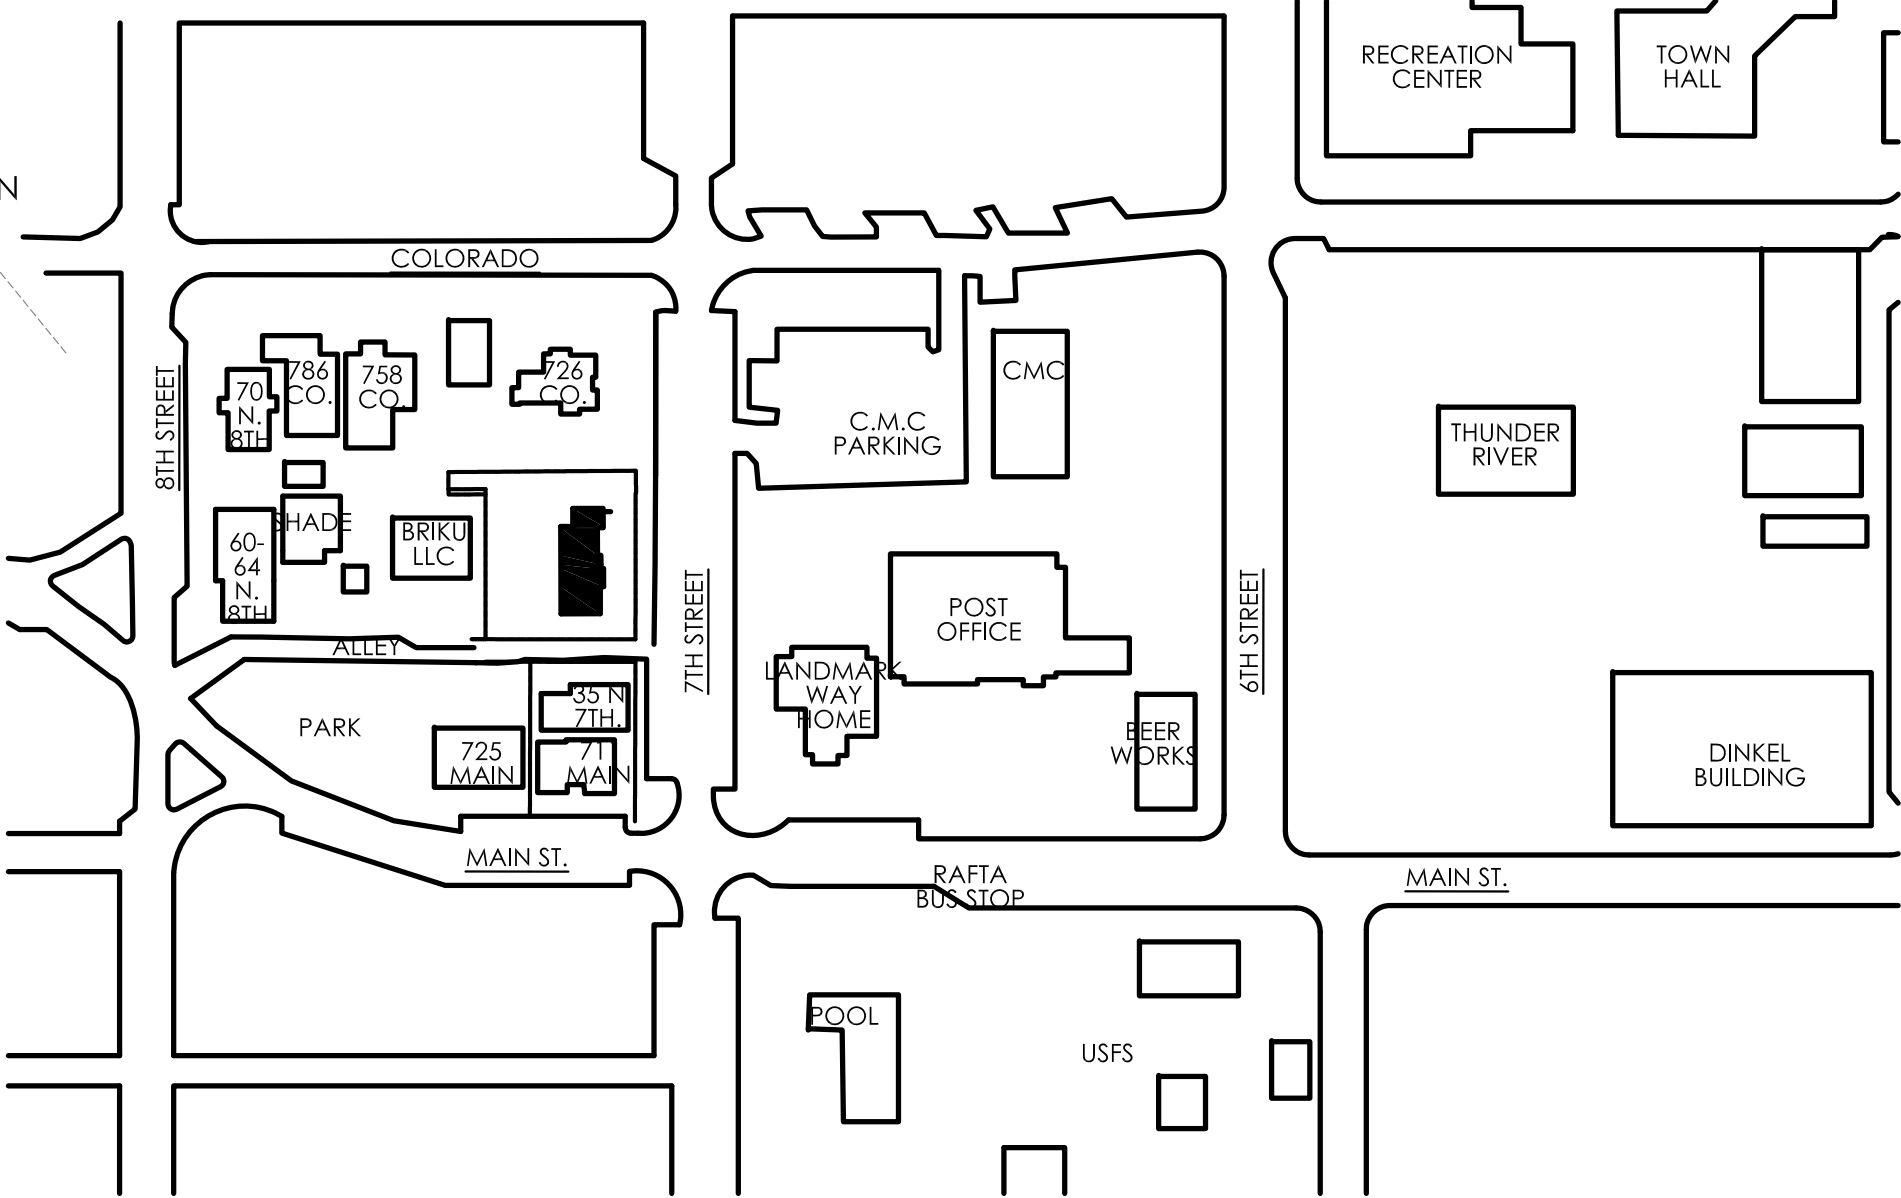 RECREATION
CENTER
TOWN
HALL
N
COLORADO
786
CO.
758
CO.
726
CO.
70
N.
8TH
CMC
8TH STREET
C.M.C
PARKING
THUNDER
RIVER
SHADE
BRIKU
LLC
60-
64
N.
8TH
POST
OFFICE
7TH STREET
6TH STREET
ALLEY
LANDMARK
WAY
HOME
35 N
7TH.
PARK
725
MAIN
71
MAIN
BEER
WORKS
DINKEL
BUILDING
MAIN ST.
RAFTA
BUS STOP
MAIN ST.
POOL
USFS